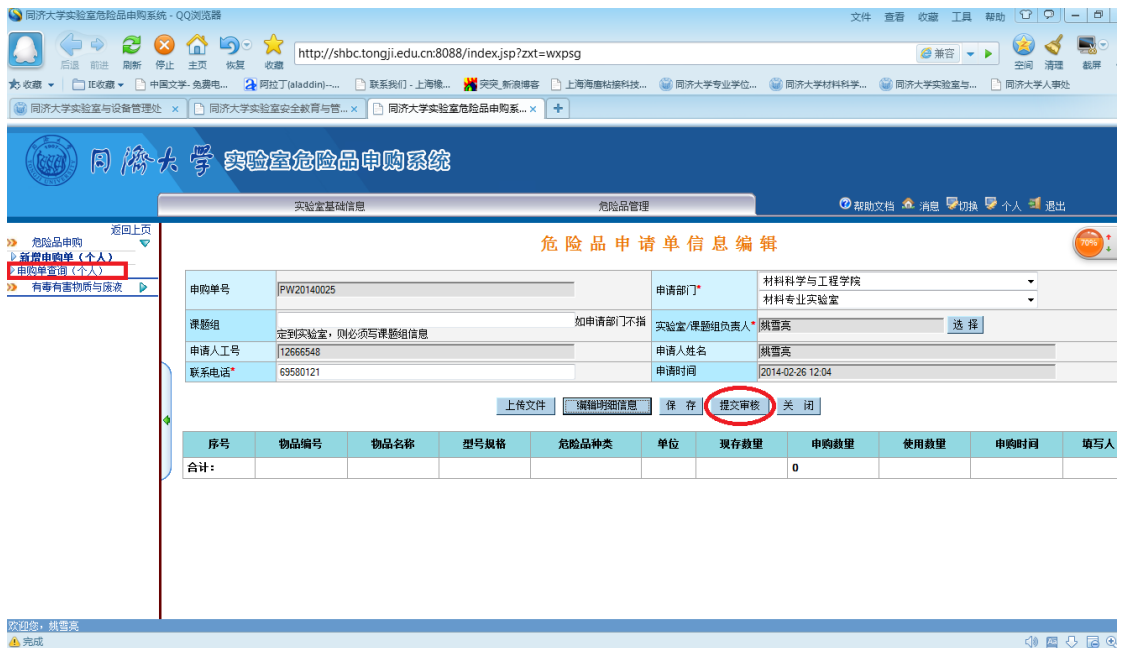 同济大学实验室危险品申购系统 - QQ浏览器
文件 查看 收藏 工具 帮助
http://shbc.tongji.edu.cn:8088/index.jsp?zxt=wxpsg
兼容
后退 前进 刷新 停止 主页 恢复 收藏 空间 清理 截屏
收藏 IE收藏 中国文学- 免费电... 阿拉丁(aladdin)--... 联系我们 - 上海橡... 突突_新浪博客 上海海鹰粘接科技... 同济大学专业学位... 同济大学材料科学... 同济大学实验室与... 同济大学人事处
同济大学实验室与设备管理处 × 同济大学实验室安全教育与管... × 同济大学实验室危险品申购系... × +
同濟大學 实验室危险品申购系统
实验室基础信息 危险品管理 帮助文档 消息 切换 个人 退出
返回上页
危险品申购
新增申购单（个人）
申购单查询（个人）
有毒有害物质与废液
危险品申请单信息编辑
70%
申购单号 PW20140025 申请部门* 材料科学与工程学院
材料专业实验室
课题组 如申请部门不指
定到实验室，则必须写课题组信息
实验室/课题组负责人* 姚雪亮 选 择
申请人工号 12666548 申请人姓名 姚雪亮
联系电话* 69580121 申请时间 2014-02-26 12:04
上传文件 编辑明细信息 保 存 提交审核 关 闭
序号 物品编号 物品名称 型号规格 危险品种类 单位 现存数量 申购数量 使用数量 申购时间 填写人
合计： 0
欢迎您，姚雪亮
完成